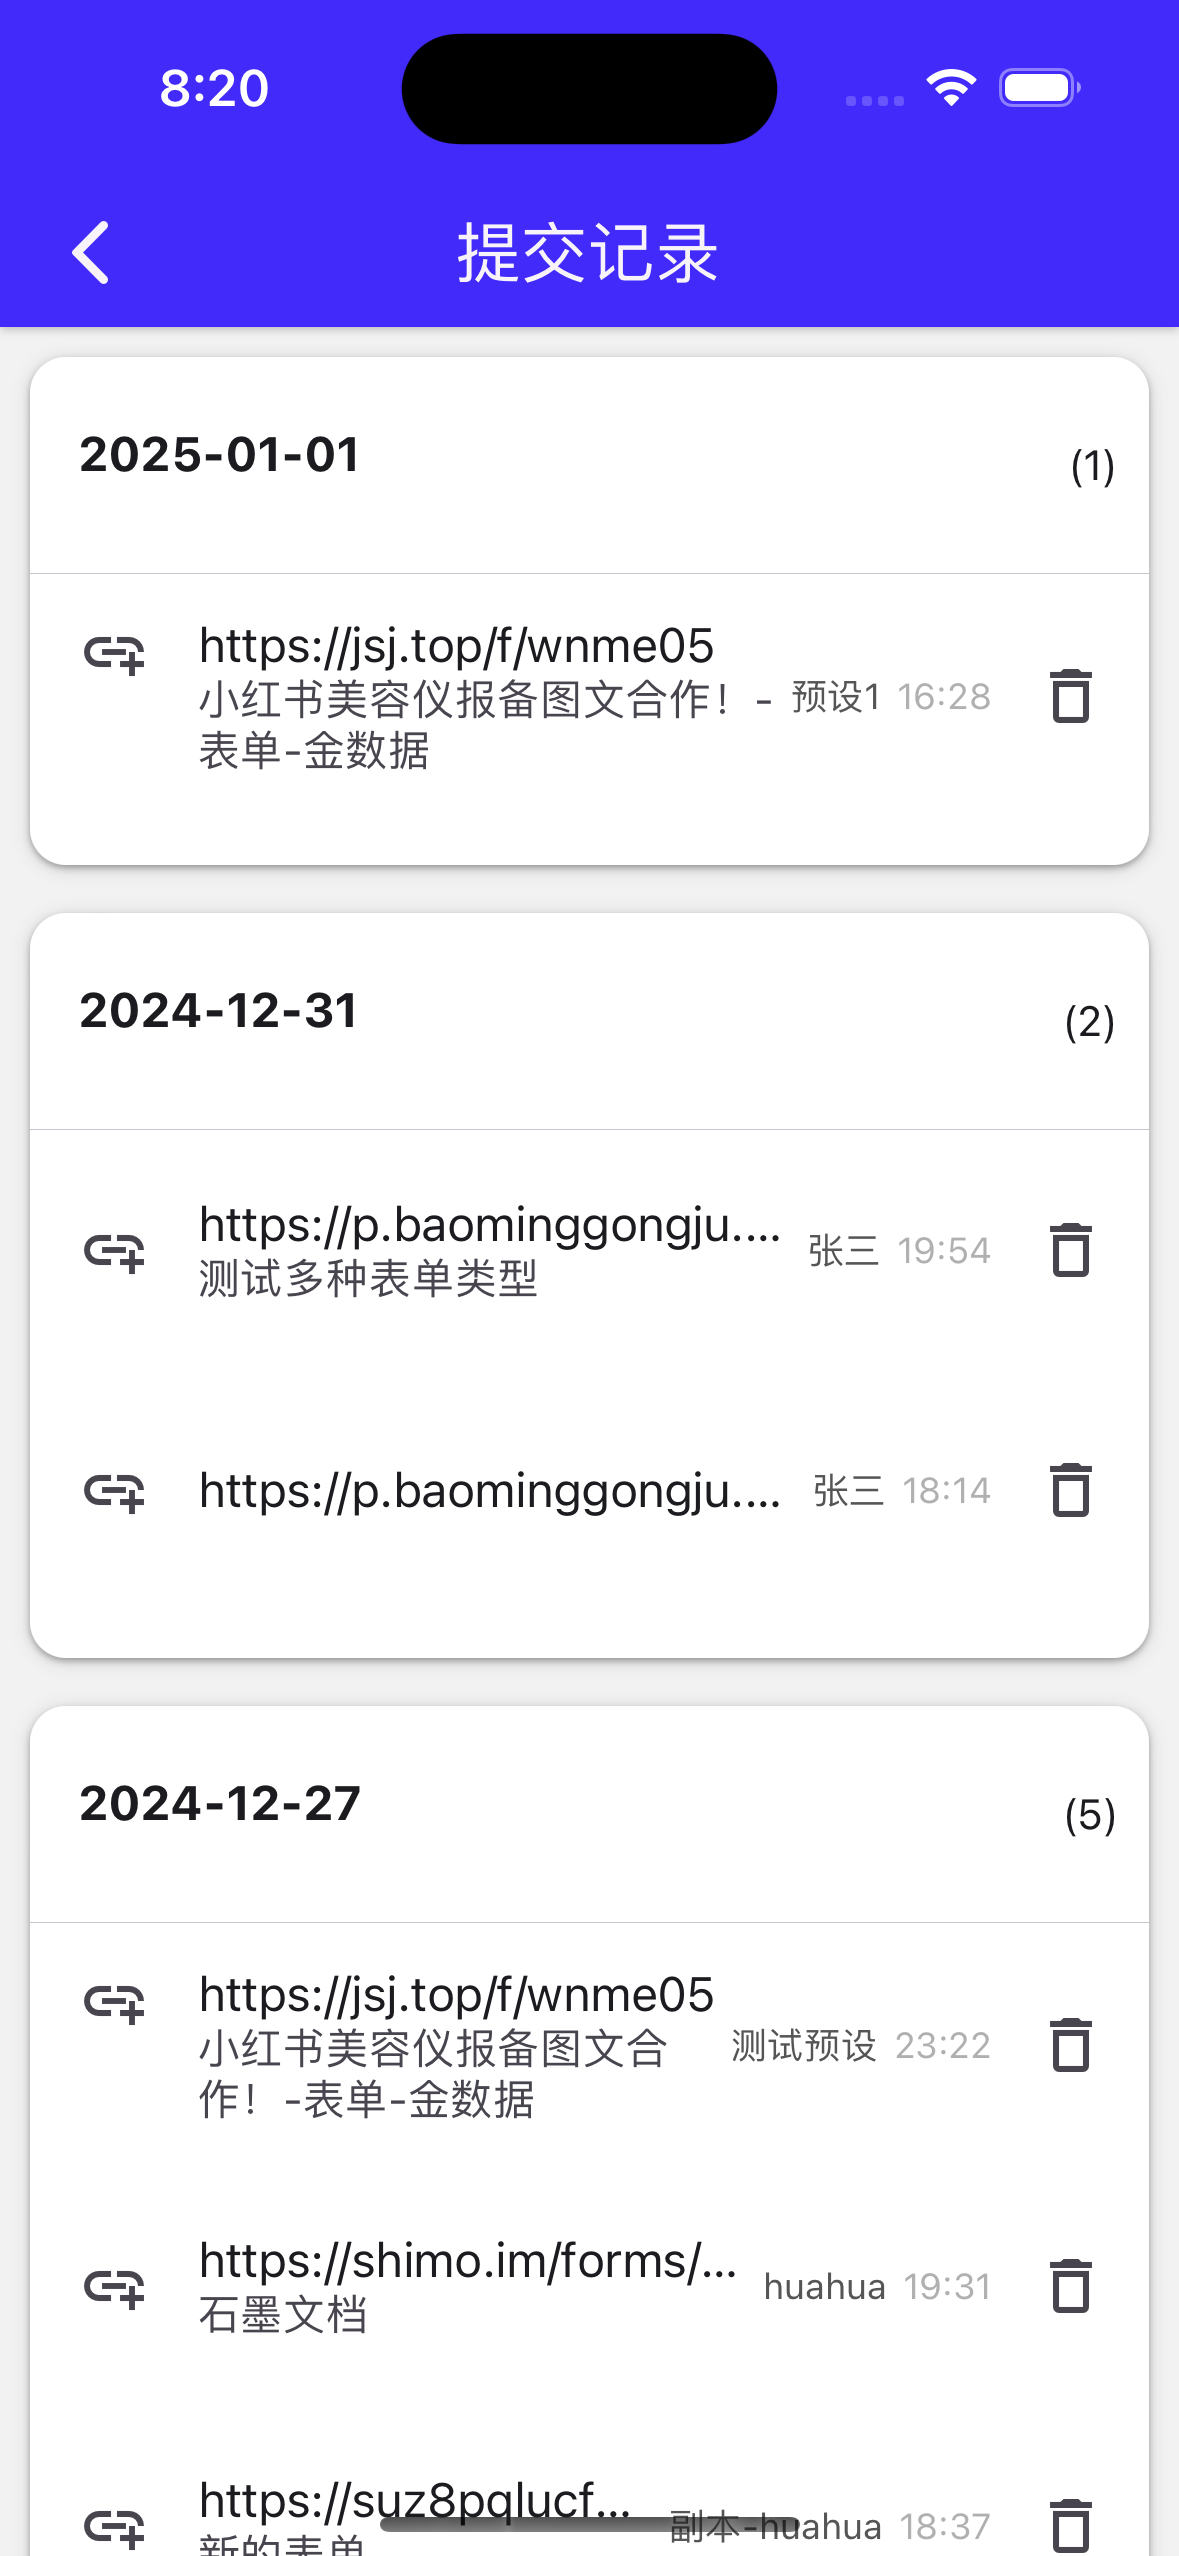 8:20
提交记录
2025-01-01
(1)
https://jsj.top/f/wnme05
小红书美容仪报备图文合作！-
表单-金数据
预设1 16:28
2024-12-31
(2)
https://p.baominggongju....
测试多种表单类型
张三 19:54
https://p.baominggongju....
张三 18:14
2024-12-27
(5)
https://jsj.top/f/wnme05
小红书美容仪报备图文合
作！-表单-金数据
测试预设 23:22
https://shimo.im/forms/...
石墨文档
huahua 19:31
https://suz8pqlucf...
新的表单
副本-huahua 18:37